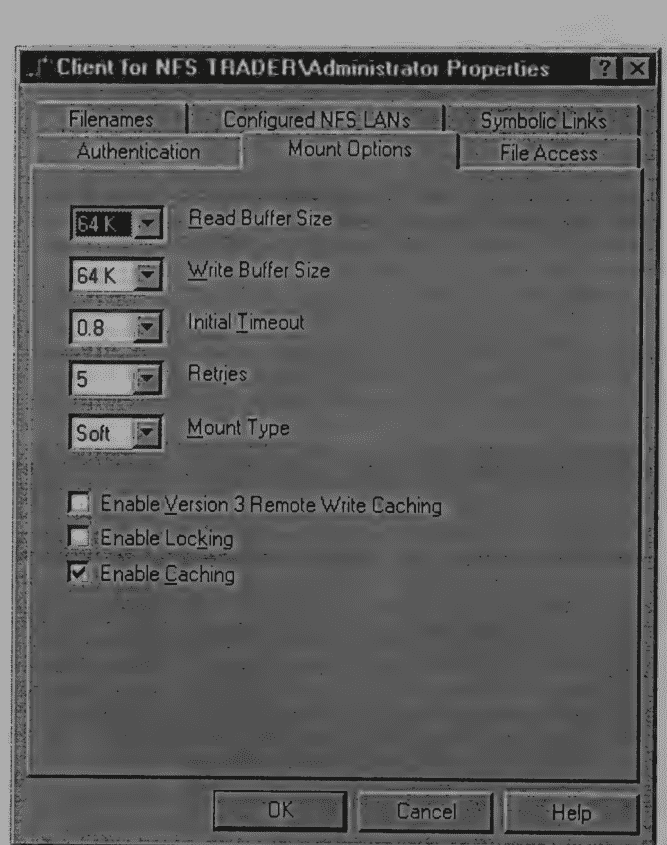 Client for NFS TRADER\Administrator Properties ? ×
Filenames Configured NFS LANs Symbolic Links
Authentication Mount Options File Access
64 K Read Buffer Size
64 K Write Buffer Size
0.8 Initial Timeout
5 Retries
Soft Mount Type
Enable Version 3 Remote Write Caching
Enable Locking
Enable Caching
OK Cancel Help